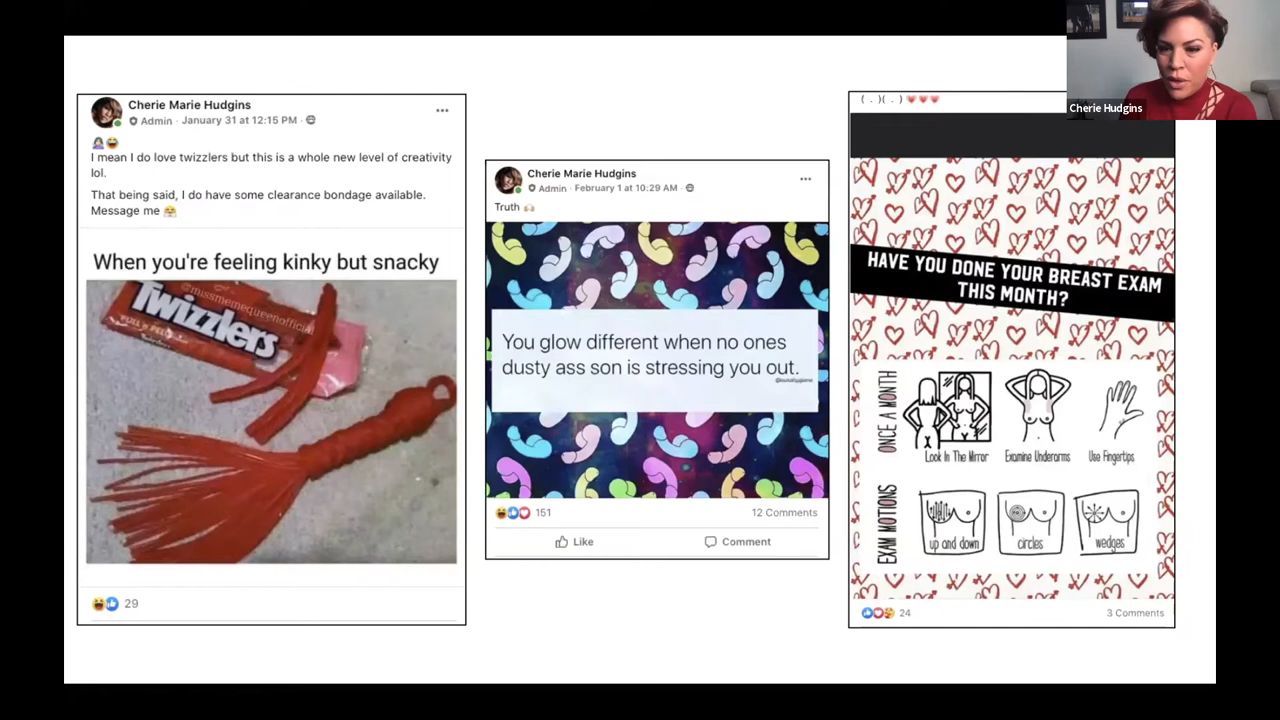 Cherie Marie Hudgins
Admin · January 31 at 12:15 PM ·
I mean I do love twizzlers but this is a whole new level of creativity
lol.
That being said, I do have some clearance bondage available.
Message me
When you're feeling kinky but snacky
@missmemequeenofficial
Twizzlers
PULL 'N' PEEL
29
Cherie Marie Hudgins
Admin · February 1 at 10:29 AM ·
Truth
You glow different when no ones
dusty ass son is stressing you out.
151
12 Comments
Like
Comment
( . )( . )
HAVE YOU DONE YOUR BREAST EXAM
THIS MONTH?
ONCE A MONTH
Look In The Mirror
Examine Underarms
Use Fingertips
EXAM MOTIONS
up and down
circles
wedges
24
3 Comments
Cherie Hudgins